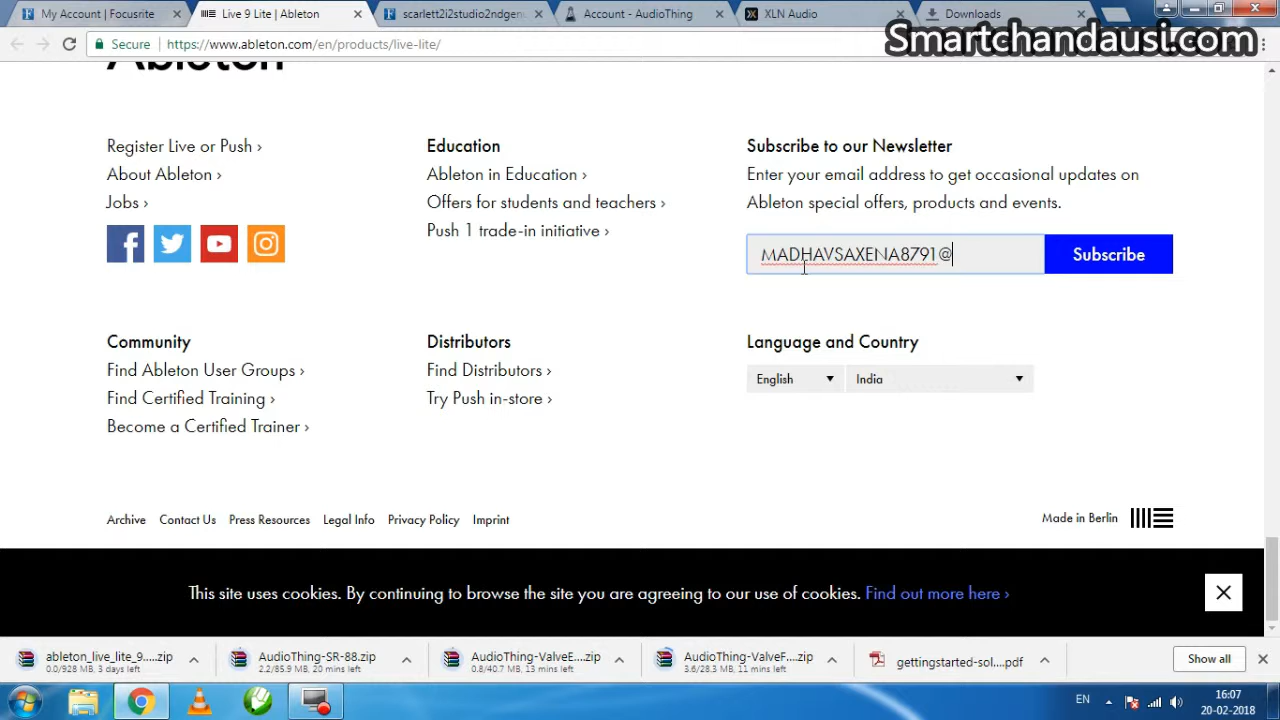 My Account | Focusrite
Live 9 Lite | Ableton
scarlett2i2studio2ndgen
Account - AudioThing
XLN Audio
Downloads
Secure
https://www.ableton.com/en/products/live-lite/
Smartchandausi.com
Ableton
Register Live or Push ›
About Ableton ›
Jobs ›
Education
Ableton in Education ›
Offers for students and teachers ›
Push 1 trade-in initiative ›
Subscribe to our Newsletter
Enter your email address to get occasional updates on
Ableton special offers, products and events.
MADHAVSAXENA8791@
Subscribe
Community
Find Ableton User Groups ›
Find Certified Training ›
Become a Certified Trainer ›
Distributors
Find Distributors ›
Try Push in-store ›
Language and Country
English
India
Archive
Contact Us
Press Resources
Legal Info
Privacy Policy
Imprint
Made in Berlin
This site uses cookies. By continuing to browse the site you are agreeing to our use of cookies. Find out more here ›
ableton_live_lite_9.....zip
0.0/928 MB, 3 days left
AudioThing-SR-88.zip
2.2/85.9 MB, 20 mins left
AudioThing-ValveE....zip
0.8/40.7 MB, 13 mins left
AudioThing-ValveF....zip
3.6/28.3 MB, 11 mins left
gettingstarted-sol....pdf
Show all
EN
16:07
20-02-2018